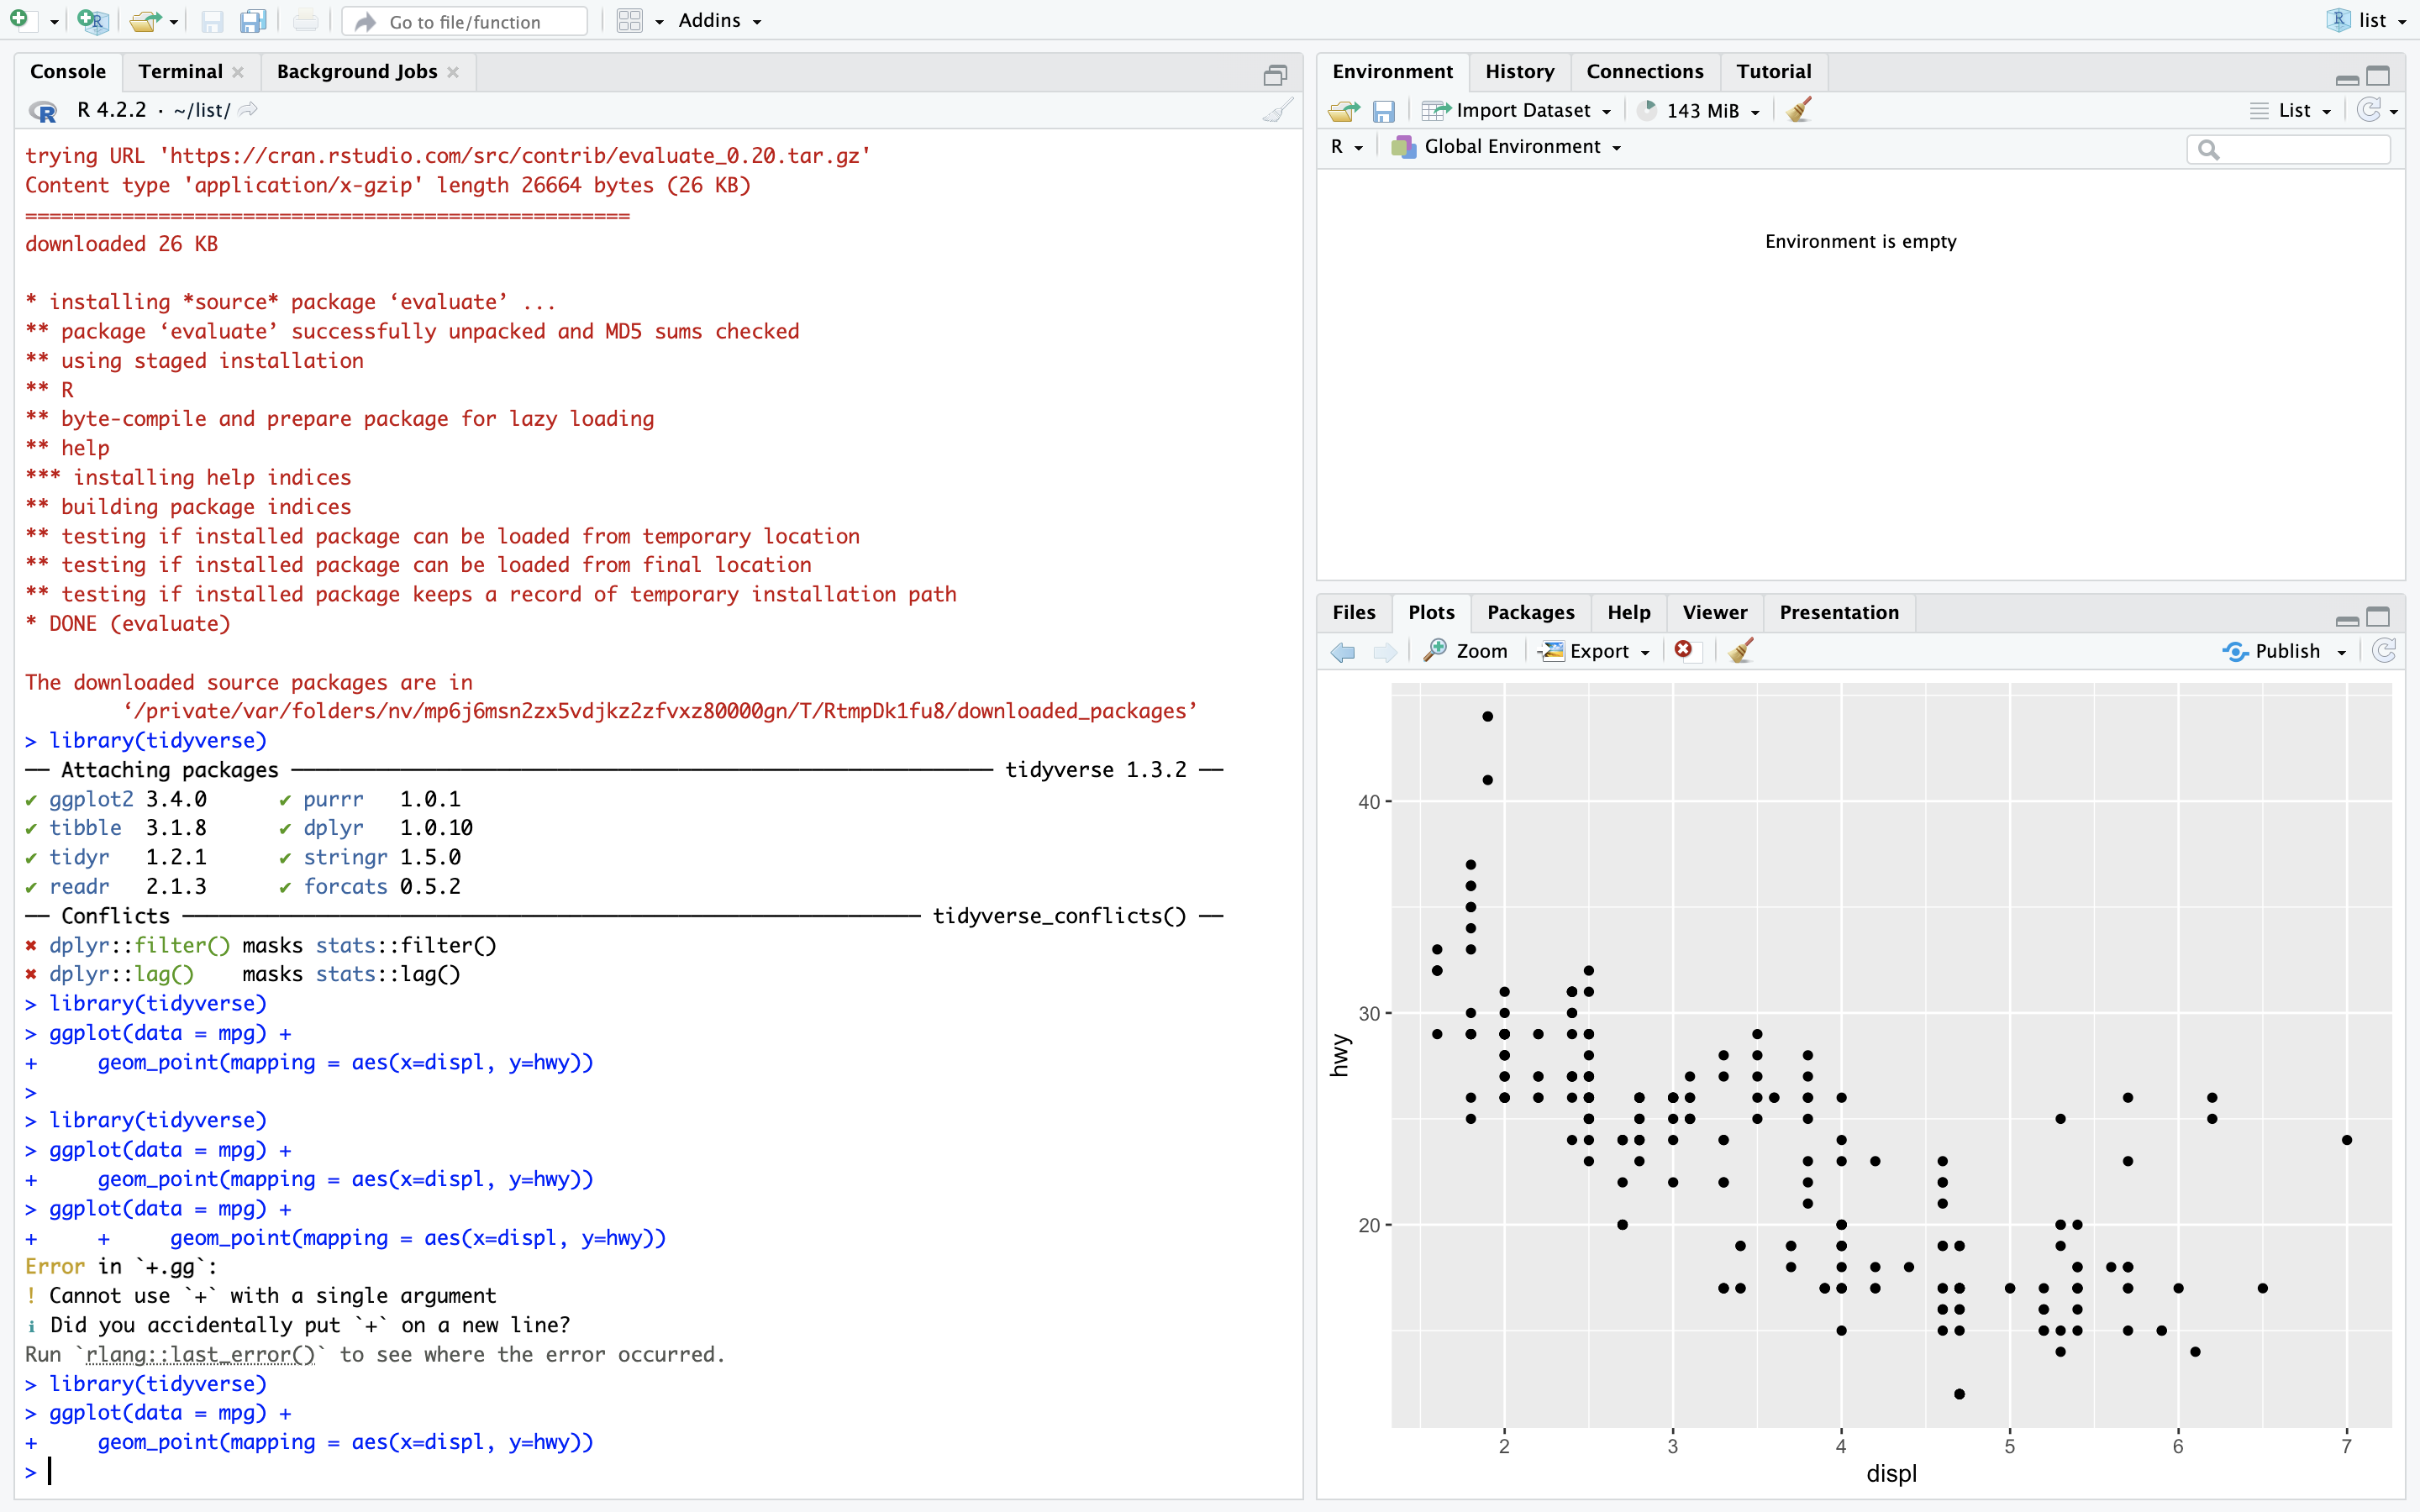 Go to file/function
Addins
list
Console Terminal Background Jobs
R 4.2.2 · ~/list/
trying URL 'https://cran.rstudio.com/src/contrib/evaluate_0.20.tar.gz'
Content type 'application/x-gzip' length 26664 bytes (26 KB)
==================================================
downloaded 26 KB
* installing *source* package ‘evaluate’ ...
** package ‘evaluate’ successfully unpacked and MD5 sums checked
** using staged installation
** R
** byte-compile and prepare package for lazy loading
** help
*** installing help indices
** building package indices
** testing if installed package can be loaded from temporary location
** testing if installed package can be loaded from final location
** testing if installed package keeps a record of temporary installation path
* DONE (evaluate)
The downloaded source packages are in
‘/private/var/folders/nv/mp6j6msn2zx5vdjkz2zfvxz80000gn/T/RtmpDk1fu8/downloaded_packages’
> library(tidyverse)
── Attaching packages ─────────────────────── tidyverse 1.3.2 ──
✔ ggplot2 3.4.0 ✔ purrr 1.0.1
✔ tibble 3.1.8 ✔ dplyr 1.0.10
✔ tidyr 1.2.1 ✔ stringr 1.5.0
✔ readr 2.1.3 ✔ forcats 0.5.2
── Conflicts ─────────────────────── tidyverse_conflicts() ──
✖ dplyr::filter() masks stats::filter()
✖ dplyr::lag() masks stats::lag()
> library(tidyverse)
> ggplot(data = mpg) +
+ geom_point(mapping = aes(x=displ, y=hwy))
>
> library(tidyverse)
> ggplot(data = mpg) +
+ geom_point(mapping = aes(x=displ, y=hwy))
> ggplot(data = mpg) +
+ + geom_point(mapping = aes(x=displ, y=hwy))
Error in `+.gg`:
! Cannot use `+` with a single argument
ℹ Did you accidentally put `+` on a new line?
Run `rlang::last_error()` to see where the error occurred.
> library(tidyverse)
> ggplot(data = mpg) +
+ geom_point(mapping = aes(x=displ, y=hwy))
>
Environment History Connections Tutorial
Import Dataset 143 MiB List
R Global Environment
Environment is empty
Files Plots Packages Help Viewer Presentation
Zoom Export Publish
40
30
20
hwy
2 3 4 5 6 7
displ